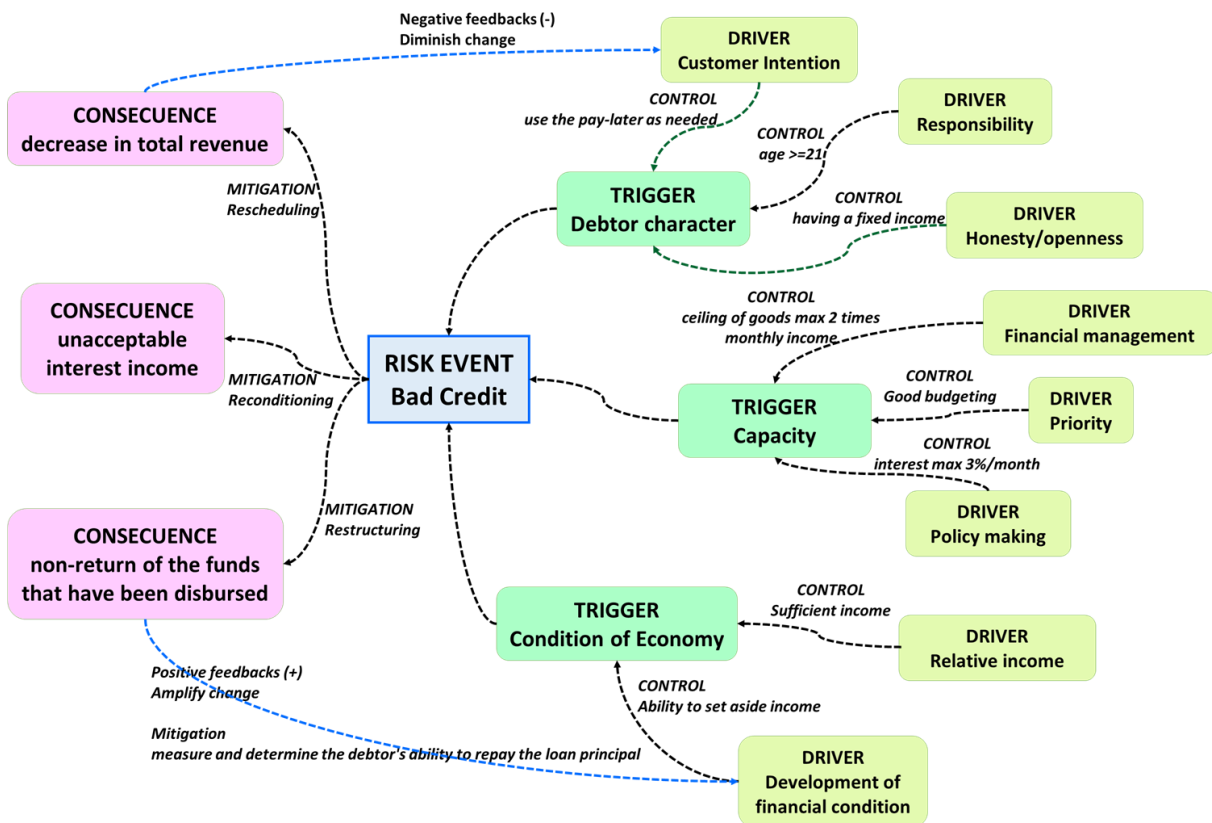 Negative feedbacks (-)
Diminish change
DRIVER
Customer Intention
CONSECUENCE
decrease in total revenue
CONTROL
use the pay-later as needed
DRIVER
Responsibility
CONTROL
age >=21
MITIGATION
Rescheduling
TRIGGER
Debtor character
CONTROL
having a fixed income
DRIVER
Honesty/openness
CONSECUENCE
unacceptable
interest income
CONTROL
ceiling of goods max 2 times
monthly income
DRIVER
Financial management
RISK EVENT
Bad Credit
MITIGATION
Reconditioning
TRIGGER
Capacity
CONTROL
Good budgeting
DRIVER
Priority
CONTROL
interest max 3%/month
DRIVER
Policy making
MITIGATION
Restructuring
CONSECUENCE
non-return of the funds
that have been disbursed
TRIGGER
Condition of Economy
CONTROL
Sufficient income
DRIVER
Relative income
Positive feedbacks (+)
Amplify change
CONTROL
Ability to set aside income
Mitigation
measure and determine the debtor's ability to repay the loan principal
DRIVER
Development of
financial condition